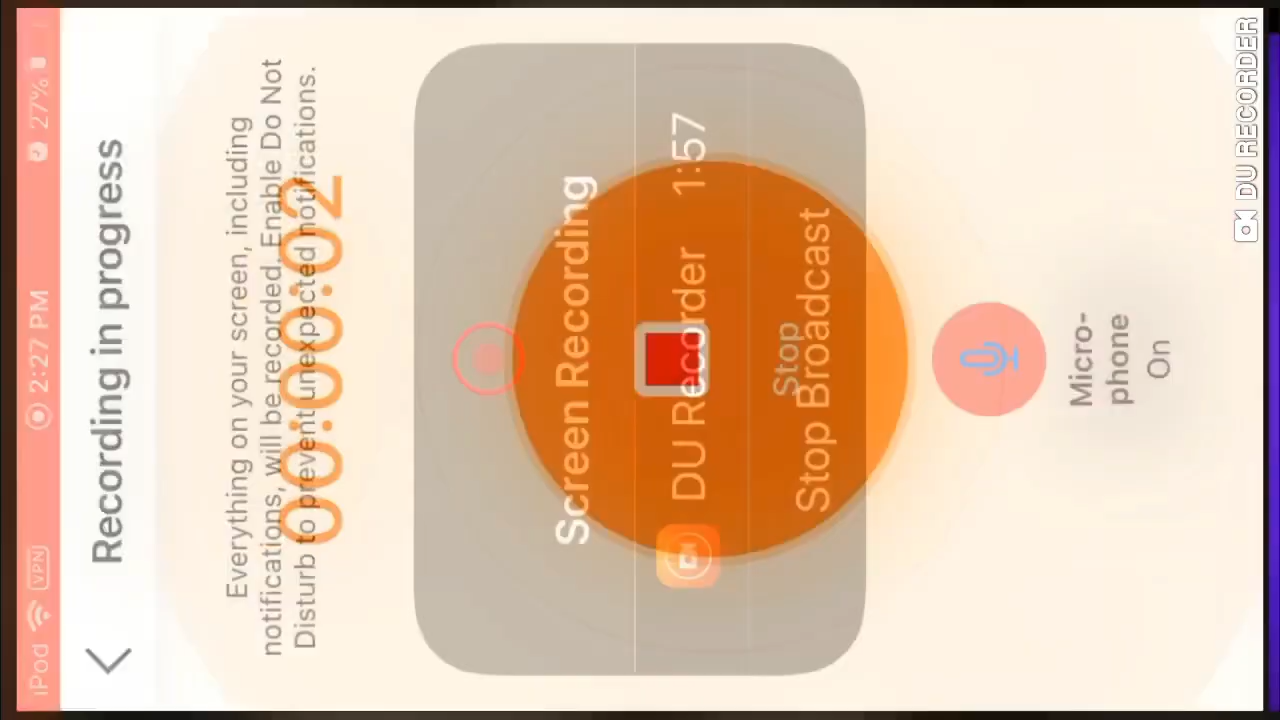 iPod VPN 2:27 PM 27%
Recording in progress
Everything on your screen, including
notifications, will be recorded. Enable Do Not
Disturb to prevent unexpected notifications.
00:00:02
Screen Recording
DU Recorder 1:57
Stop
Stop Broadcast
Micro-
phone
On
DU RECORDER